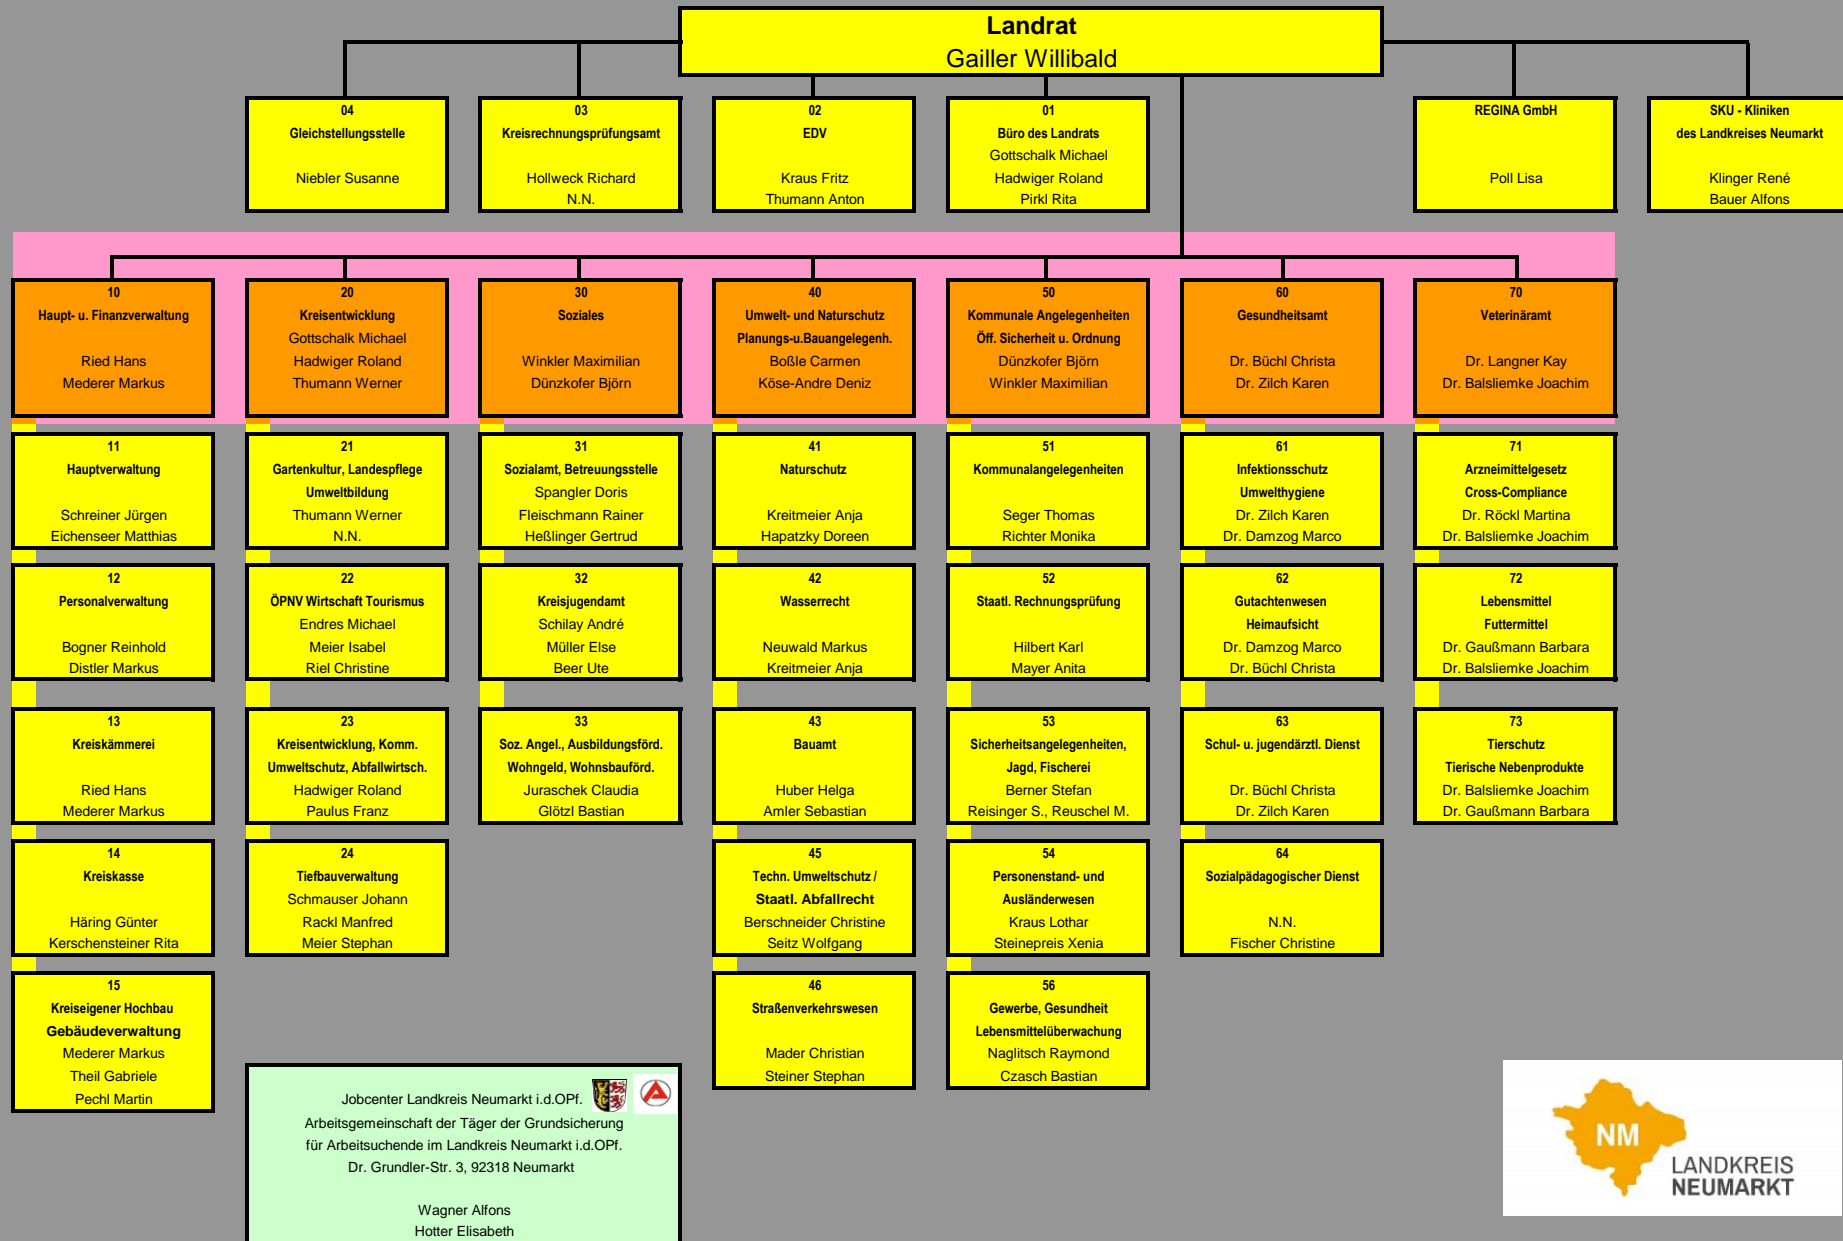 Landrat
Gailler Willibald
04
Gleichstellungsstelle
Niebler Susanne
03
Kreisrechnungsprüfungsamt
Hollweck Richard
N.N.
02
EDV
Kraus Fritz
Thumann Anton
01
Büro des Landrats
Gottschalk Michael
Hadwiger Roland
Pirkl Rita
REGINA GmbH
Poll Lisa
SKU - Kliniken
des Landkreises Neumarkt
Klinger René
Bauer Alfons
10
Haupt- u. Finanzverwaltung
Ried Hans
Mederer Markus
20
Kreisentwicklung
Gottschalk Michael
Hadwiger Roland
Thumann Werner
30
Soziales
Winkler Maximilian
Dünzkofer Björn
40
Umwelt- und Naturschutz
Planungs-u.Bauangelegenh.
Boßle Carmen
Köse-Andre Deniz
50
Kommunale Angelegenheiten
Öff. Sicherheit u. Ordnung
Dünzkofer Björn
Winkler Maximilian
60
Gesundheitsamt
Dr. Büchl Christa
Dr. Zilch Karen
70
Veterinäramt
Dr. Langner Kay
Dr. Balsliemke Joachim
11
Hauptverwaltung
Schreiner Jürgen
Eichenseer Matthias
21
Gartenkultur, Landespflege
Umweltbildung
Thumann Werner
N.N.
31
Sozialamt, Betreuungsstelle
Spangler Doris
Fleischmann Rainer
Heßlinger Gertrud
41
Naturschutz
Kreitmeier Anja
Hapatzky Doreen
51
Kommunalangelegenheiten
Seger Thomas
Richter Monika
61
Infektionsschutz
Umwelthygiene
Dr. Zilch Karen
Dr. Damzog Marco
71
Arzneimittelgesetz
Cross-Compliance
Dr. Röckl Martina
Dr. Balsliemke Joachim
12
Personalverwaltung
Bogner Reinhold
Distler Markus
22
ÖPNV Wirtschaft Tourismus
Endres Michael
Meier Isabel
Riel Christine
32
Kreisjugendamt
Schilay André
Müller Else
Beer Ute
42
Wasserrecht
Neuwald Markus
Kreitmeier Anja
52
Staatl. Rechnungsprüfung
Hilbert Karl
Mayer Anita
62
Gutachtenwesen
Heimaufsicht
Dr. Damzog Marco
Dr. Büchl Christa
72
Lebensmittel
Futtermittel
Dr. Gaußmann Barbara
Dr. Balsliemke Joachim
13
Kreiskämmerei
Ried Hans
Mederer Markus
23
Kreisentwicklung, Komm.
Umweltschutz, Abfallwirtsch.
Hadwiger Roland
Paulus Franz
33
Soz. Angel., Ausbildungsförd.
Wohngeld, Wohnsbauförd.
Juraschek Claudia
Glötzl Bastian
43
Bauamt
Huber Helga
Amler Sebastian
53
Sicherheitsangelegenheiten,
Jagd, Fischerei
Berner Stefan
Reisinger S., Reuschel M.
63
Schul- u. jugendärztl. Dienst
Dr. Büchl Christa
Dr. Zilch Karen
73
Tierschutz
Tierische Nebenprodukte
Dr. Balsliemke Joachim
Dr. Gaußmann Barbara
14
Kreiskasse
Häring Günter
Kerschensteiner Rita
24
Tiefbauverwaltung
Schmauser Johann
Rackl Manfred
Meier Stephan
45
Techn. Umweltschutz /
Staatl. Abfallrecht
Berschneider Christine
Seitz Wolfgang
54
Personenstand- und
Ausländerwesen
Kraus Lothar
Steinepreis Xenia
64
Sozialpädagogischer Dienst
N.N.
Fischer Christine
15
Kreiseigener Hochbau
Gebäudeverwaltung
Mederer Markus
Theil Gabriele
Pechl Martin
46
Straßenverkehrswesen
Mader Christian
Steiner Stephan
56
Gewerbe, Gesundheit
Lebensmittelüberwachung
Naglitsch Raymond
Czasch Bastian
Jobcenter Landkreis Neumarkt i.d.OPf.
Arbeitsgemeinschaft der Täger der Grundsicherung
für Arbeitsuchende im Landkreis Neumarkt i.d.OPf.
Dr. Grundler-Str. 3, 92318 Neumarkt
Wagner Alfons
Hotter Elisabeth
NM
LANDKREIS
NEUMARKT